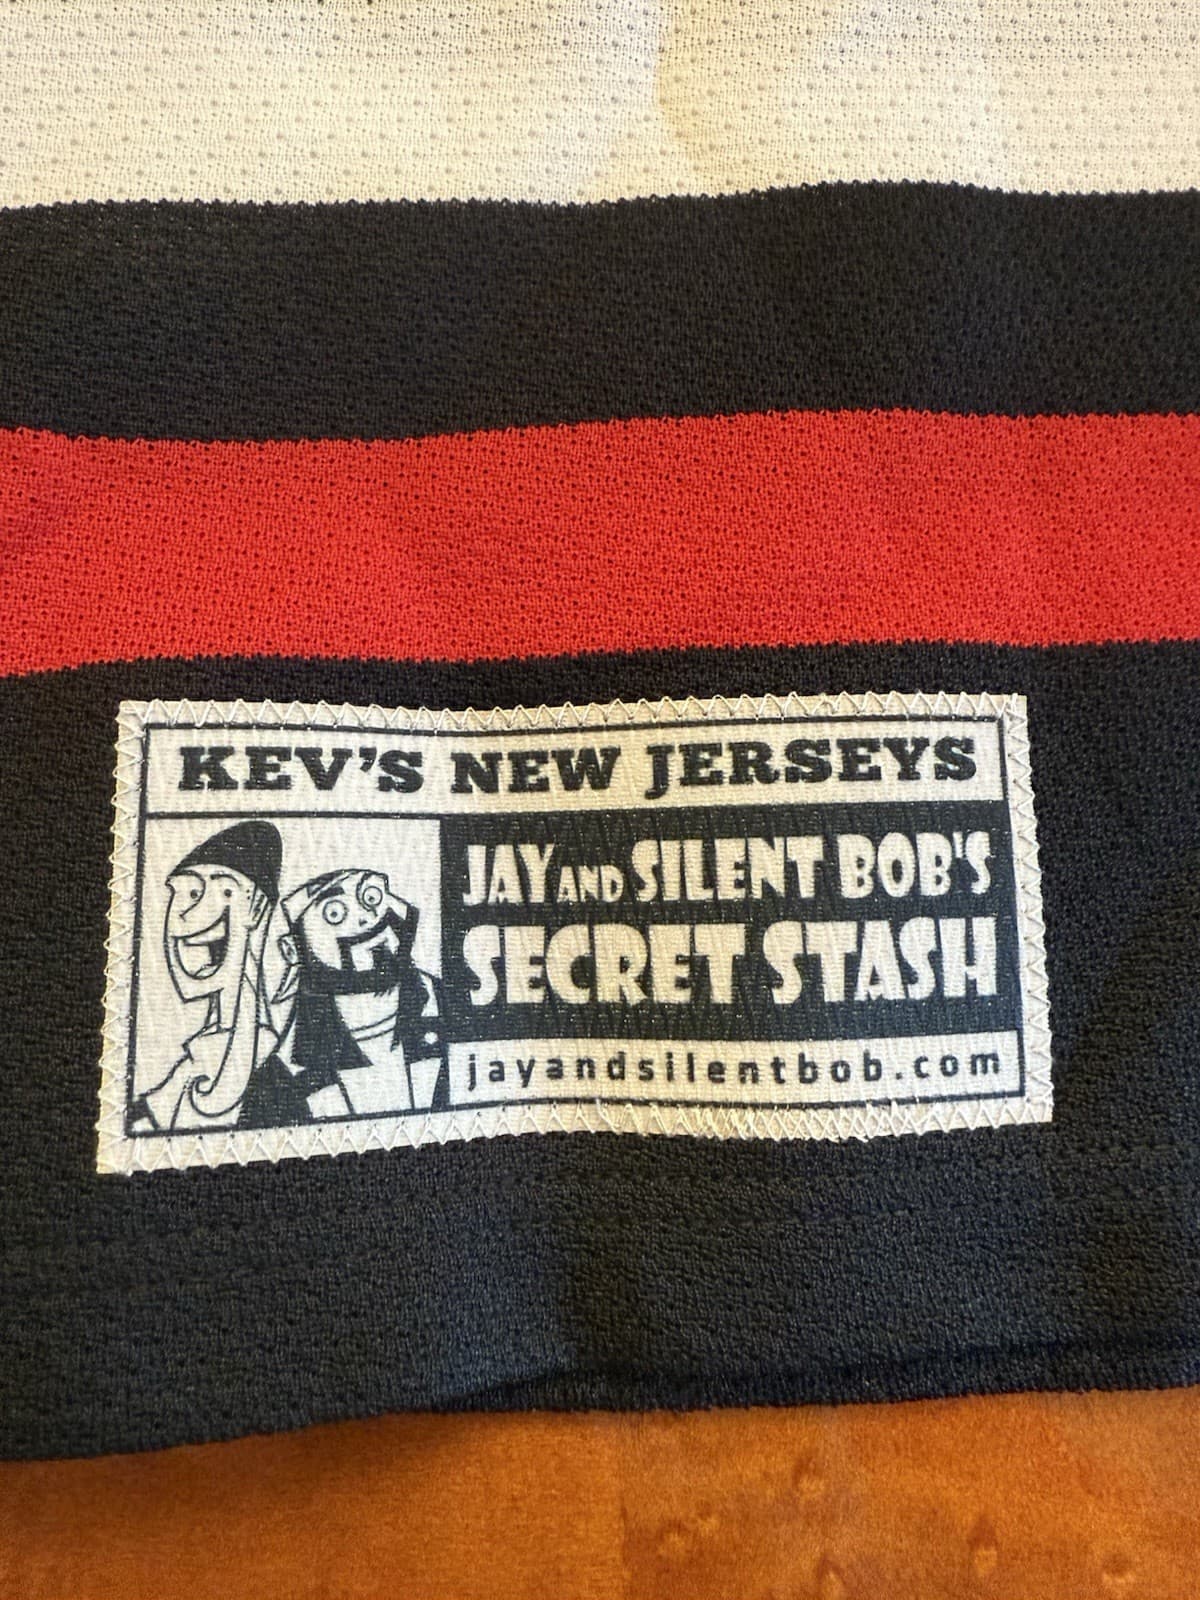 KEV'S NEW JERSEYS
JAY AND SILENT BOB'S
SECRET STASH
jayandsilentbob.com